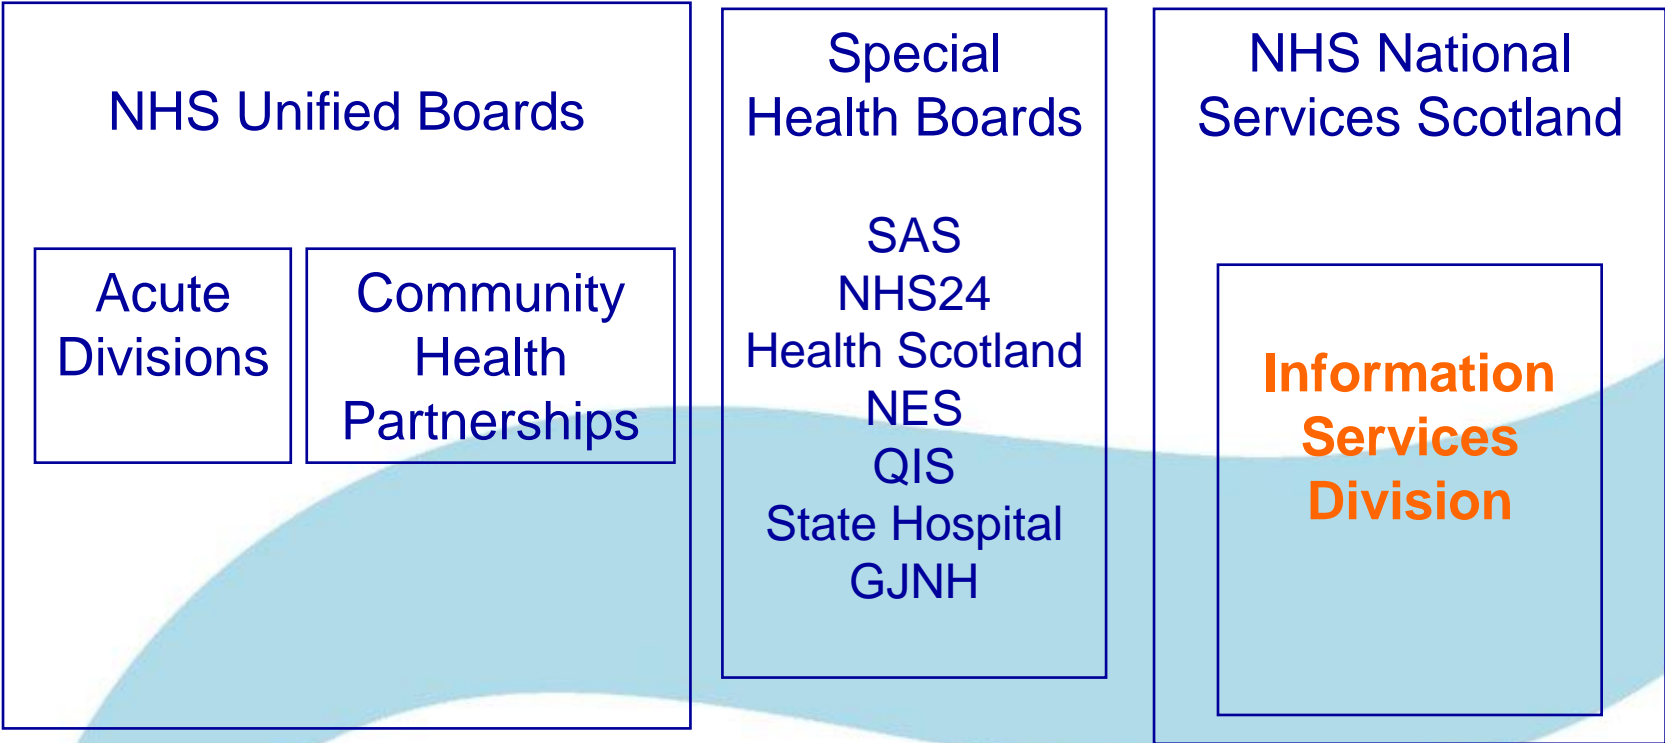 NHS Unified Boards
Acute
Divisions
Community
Health
Partnerships
Special
Health Boards
SAS
NHS24
Health Scotland
NES
QIS
State Hospital
GJNH
NHS National
Services Scotland
Information
Services
Division